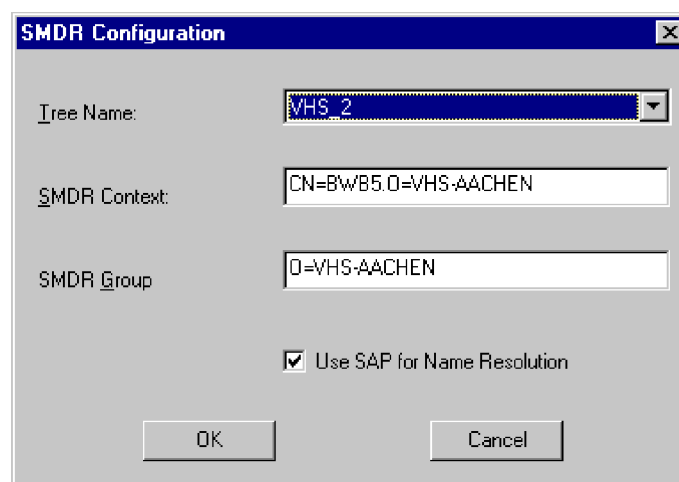 SMDR Configuration
Tree Name: VHS_2
SMDR Context: CN=BWB5.O=VHS-AACHEN
SMDR Group O=VHS-AACHEN
Use SAP for Name Resolution
OK Cancel